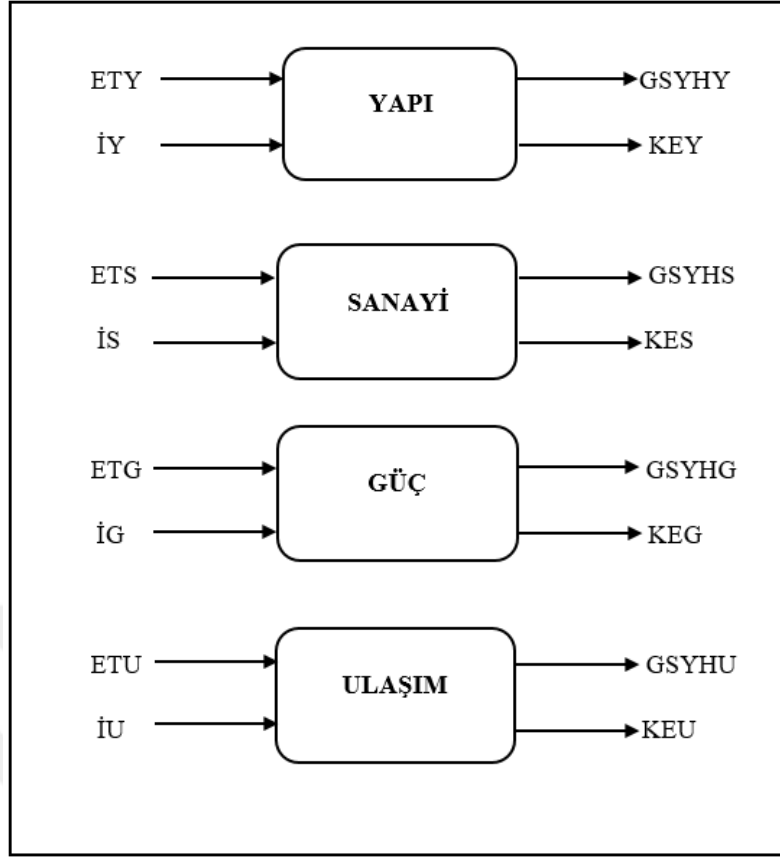 ETY
GSYHY
YAPI
İY
KEY
ETS
GSYHS
SANAYİ
İS
KES
ETG
GSYHG
GÜÇ
İG
KEG
ETU
GSYHU
ULAŞIM
İU
KEU